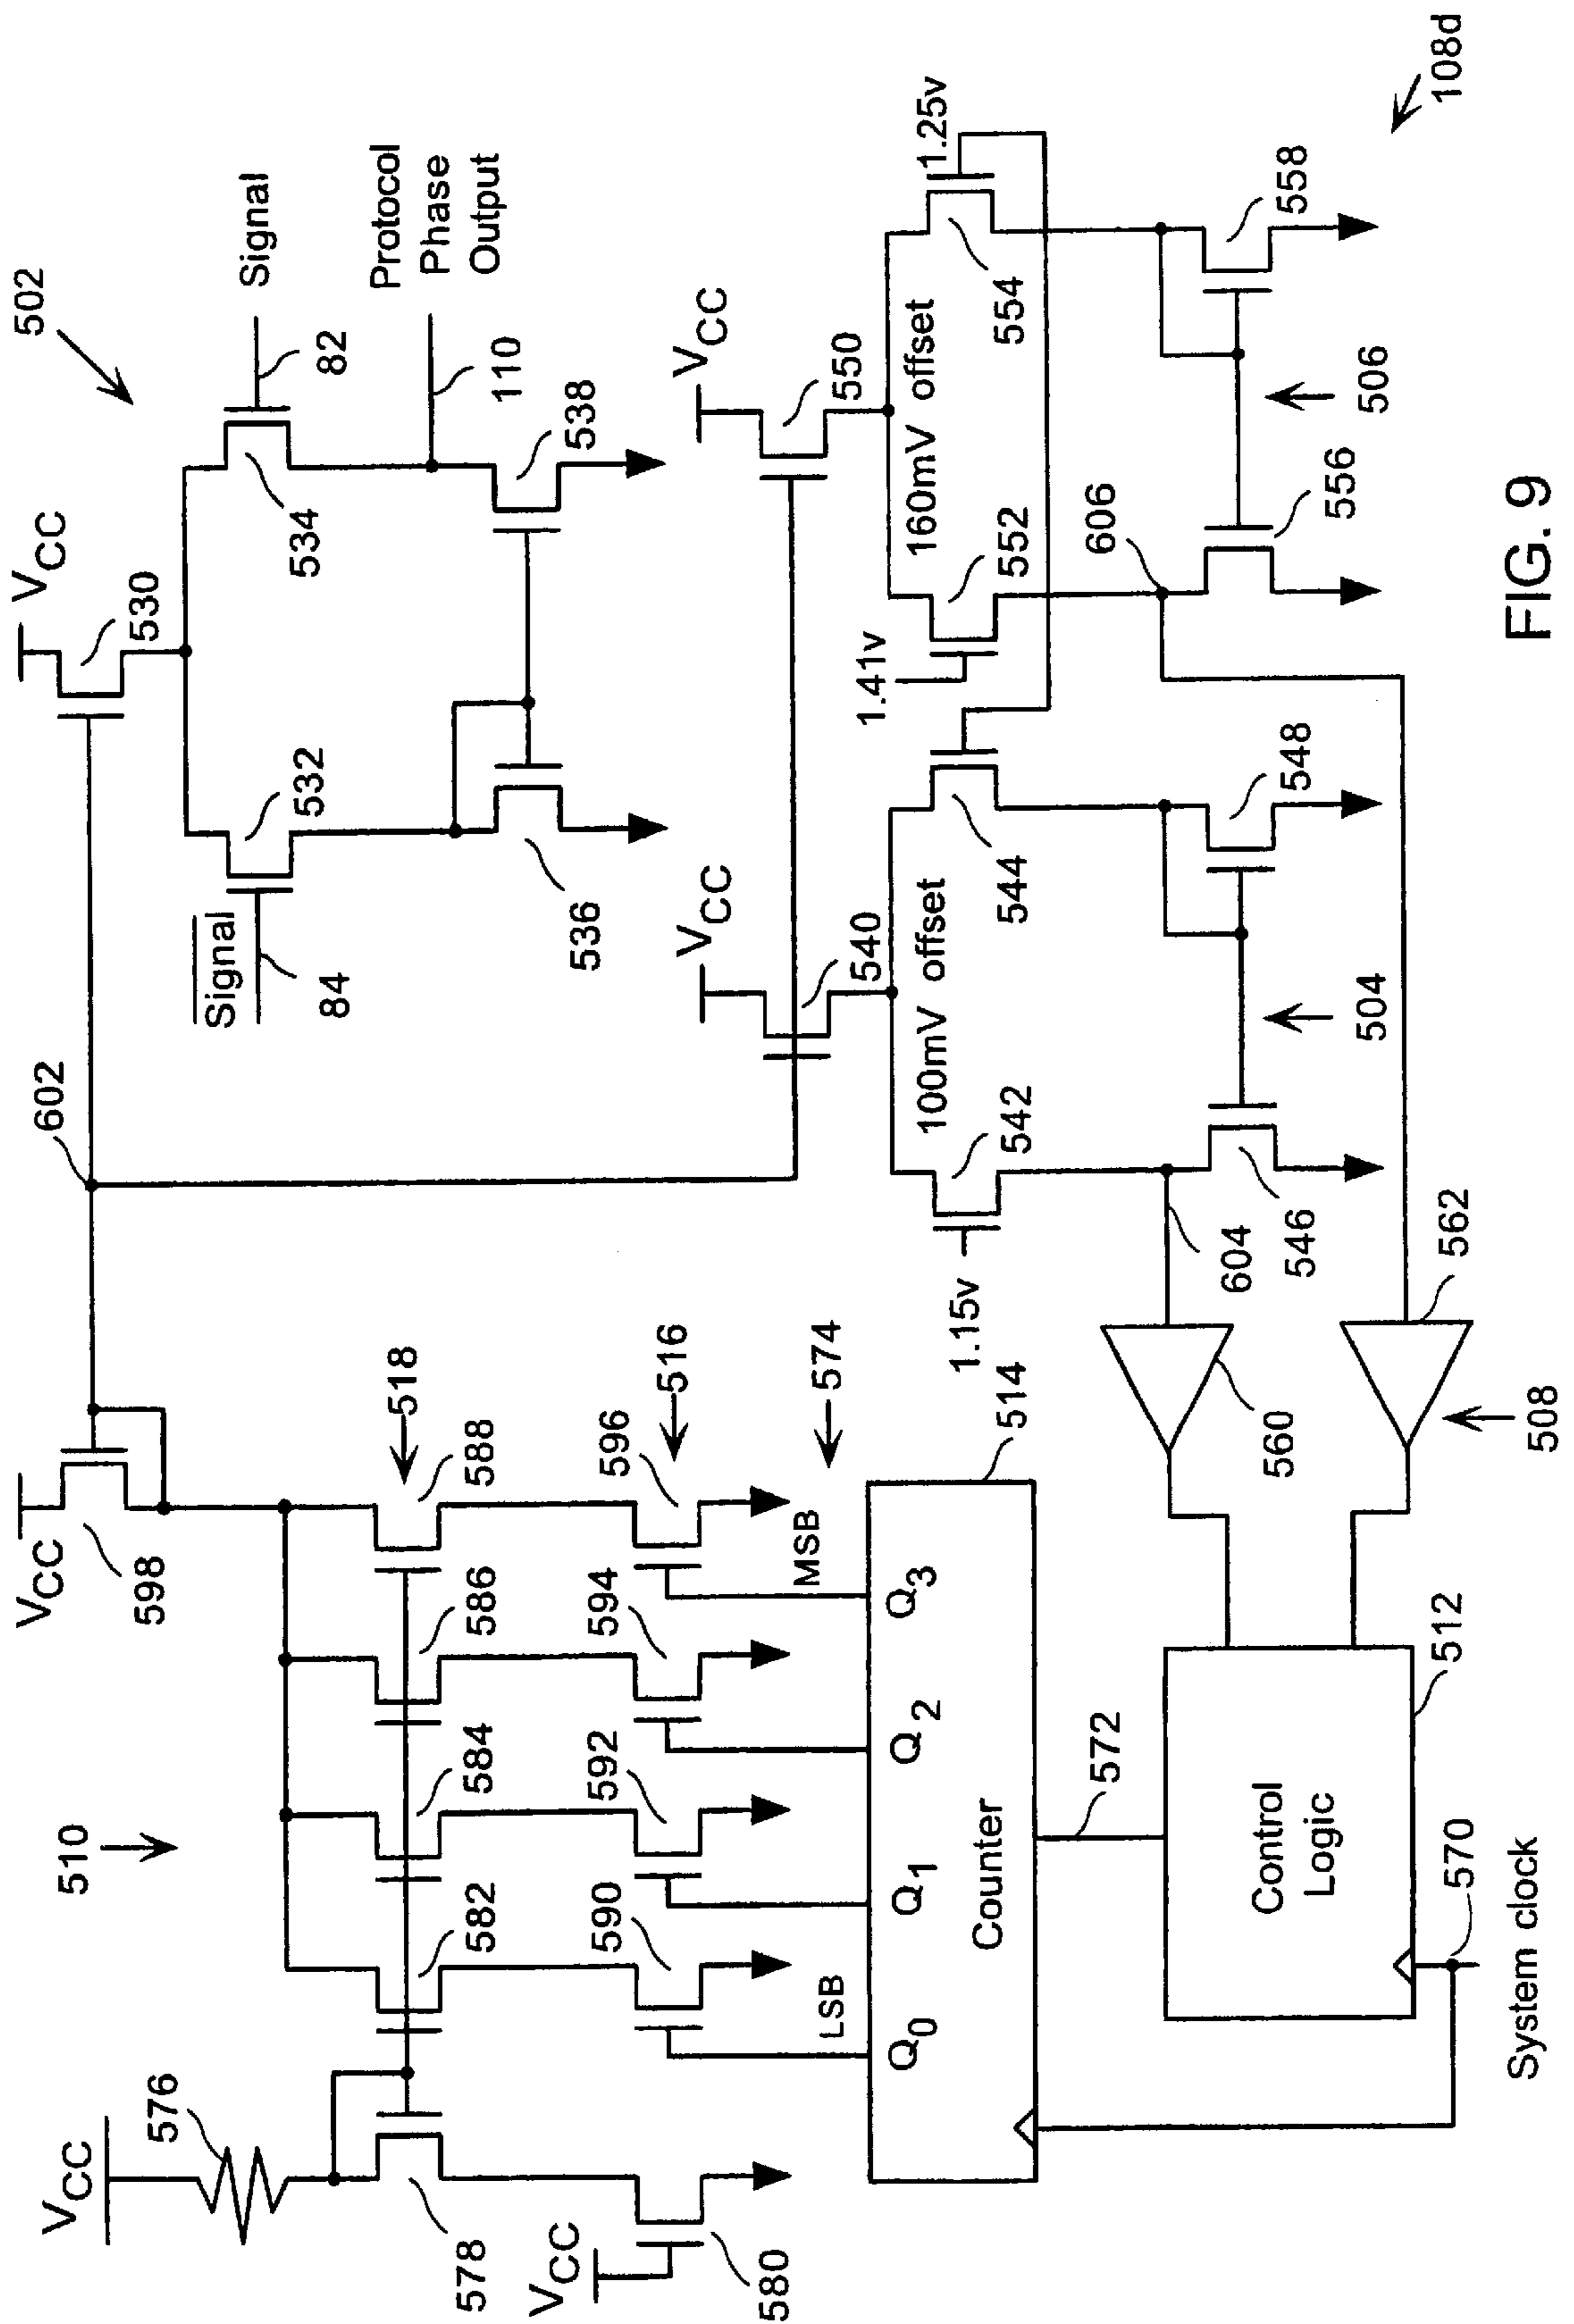 502
V_CC
530
Signal
82
534
Protocol
Phase
Output
110
538
532
Signal
84
536
602
V_CC
598
510
518
588
586
584
582
V_CC
576
578
V_CC
580
516
596
594
592
590
574
MSB
LSB
Q_0
Q_1
Q_2
Q_3
Counter
514
572
Control
Logic
512
570
System clock
V_CC
540
V_CC
550
100mV offset
160mV offset
1.15v
542
544
1.41v
552
554
1.25v
604
546
548
504
606
556
558
506
560
562
508
108d
FIG. 9